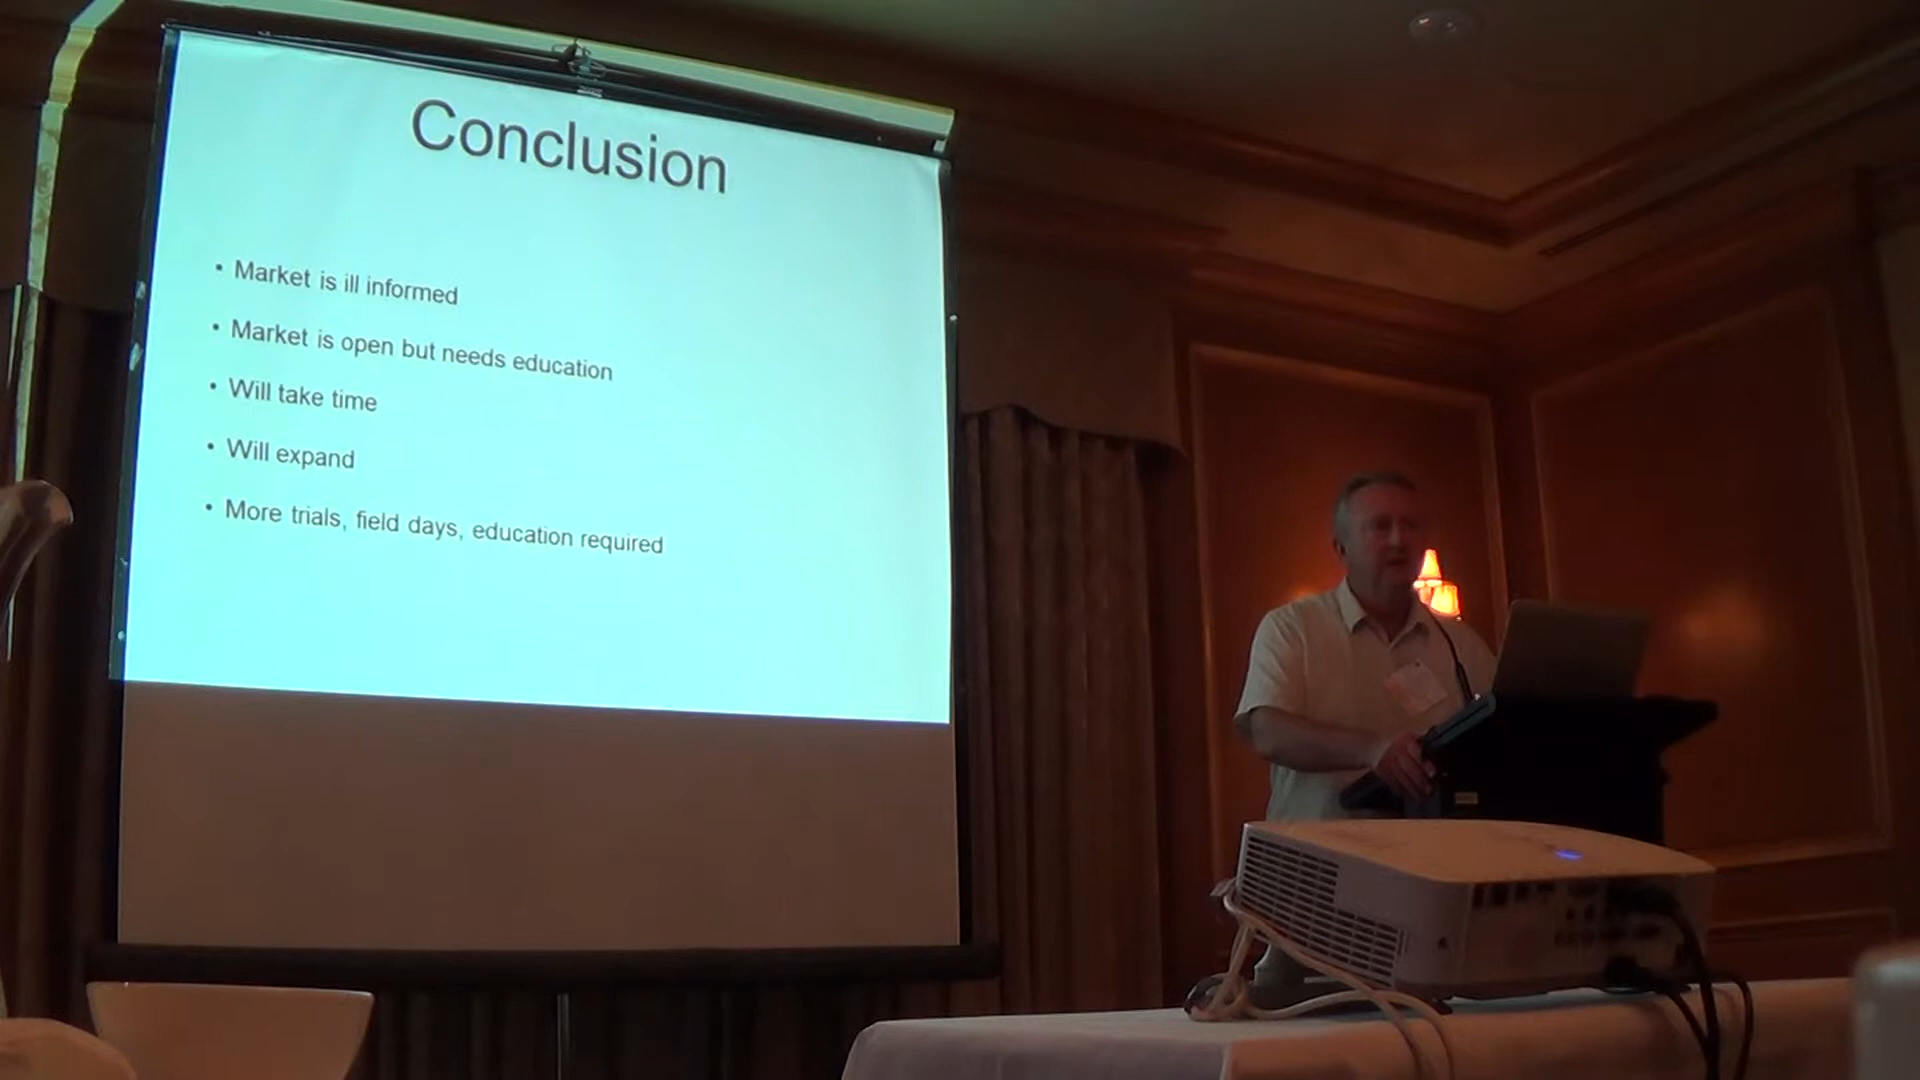 Conclusion
• Market is ill informed
• Market is open but needs education
• Will take time
• Will expand
• More trials, field days, education required